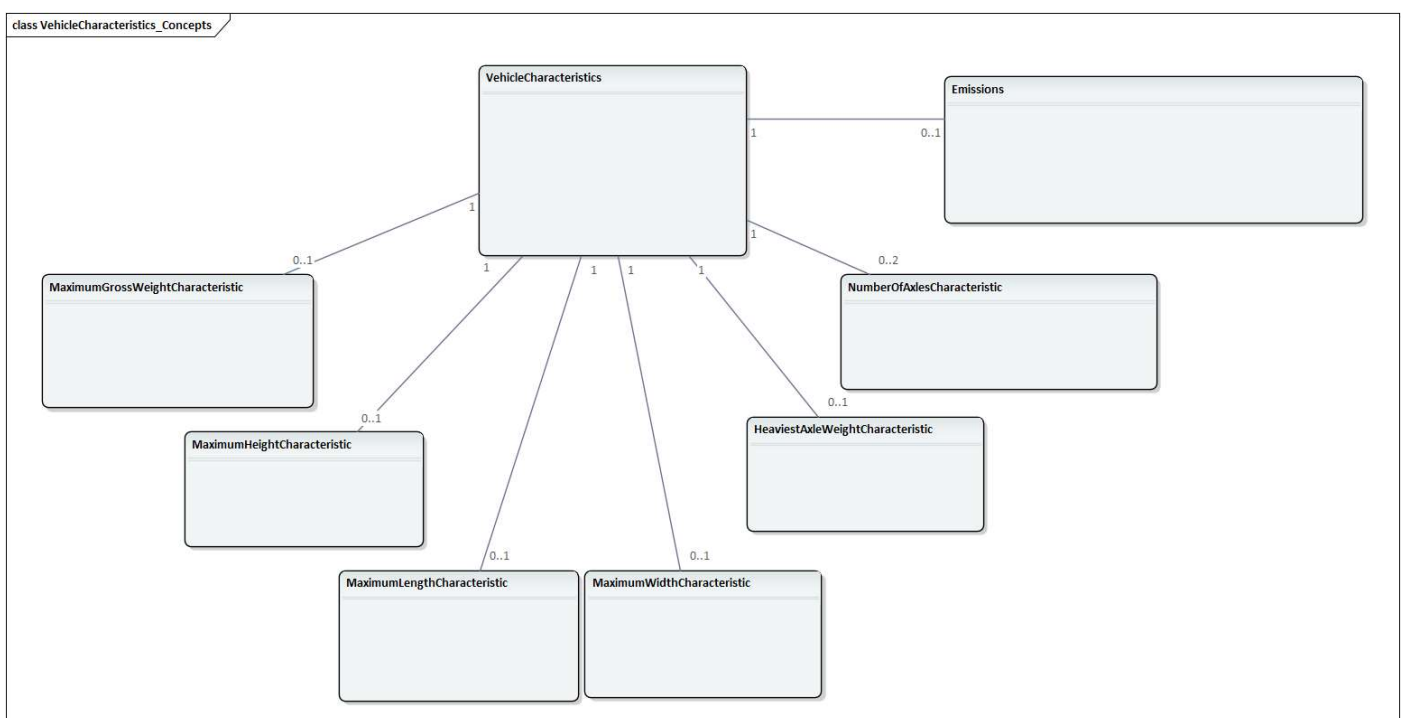 class VehicleCharacteristics_Concepts
VehicleCharacteristics
Emissions
1
0..1
1
0..1
1
0..2
1
1
1
1
MaximumGrossWeightCharacteristic
NumberOfAxlesCharacteristic
0..1
0..1
MaximumHeightCharacteristic
HeaviestAxleWeightCharacteristic
0..1
0..1
MaximumLengthCharacteristic
MaximumWidthCharacteristic